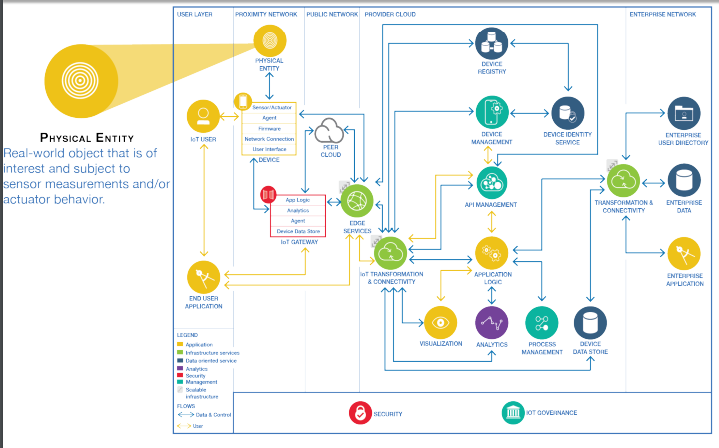 USER LAYER
PROXIMITY NETWORK
PUBLIC NETWORK
PROVIDER CLOUD
ENTERPRISE NETWORK
PHYSICAL ENTITY
Real-world object that is of
interest and subject to
sensor measurements and/or
actuator behavior.
PHYSICAL
ENTITY
DEVICE
REGISTRY
IoT USER
Sensor/Actuator
Agent
Firmware
Network Connection
User Interface
DEVICE
PEER
CLOUD
DEVICE
MANAGEMENT
DEVICE IDENTITY
SERVICE
ENTERPRISE
USER DIRECTORY
App Logic
Analytics
Agent
Device Data Store
IoT GATEWAY
EDGE
SERVICES
API MANAGEMENT
TRANSFORMATION &
CONNECTIVITY
ENTERPRISE
DATA
END USER
APPLICATION
IoT TRANSFORMATION
& CONNECTIVITY
APPLICATION
LOGIC
ENTERPRISE
APPLICATION
VISUALIZATION
ANALYTICS
PROCESS
MANAGEMENT
DEVICE
DATA STORE
LEGEND
Application
Infrastructure services
Data oriented service
Analytics
Security
Management
Scalable
infrastructure
FLOWS
Data & Control
User
SECURITY
IOT GOVERNANCE